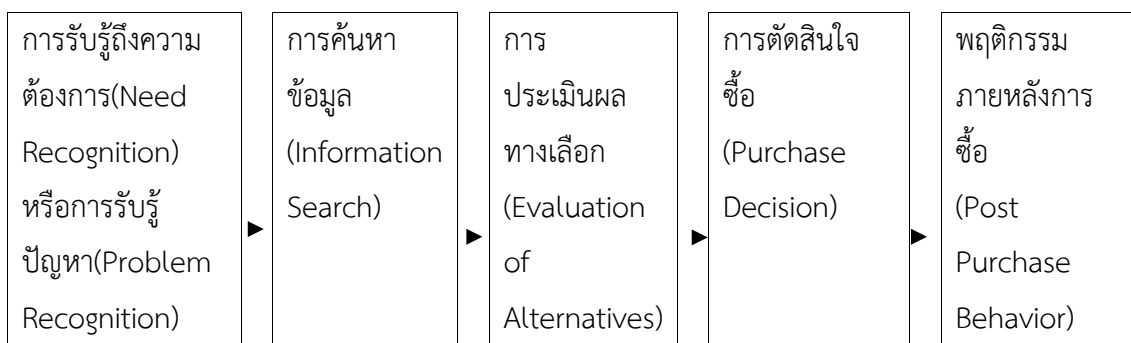 การรับรู้ถึงความ
ต้องการ(Need
Recognition)
หรือการรับรู้
ปัญหา(Problem
Recognition)
การค้นหา
ข้อมูล
(Information
Search)
การ
ประเมินผล
ทางเลือก
(Evaluation
of
Alternatives)
การตัดสินใจ
ซื้อ
(Purchase
Decision)
พฤติกรรม
ภายหลังการ
ซื้อ
(Post
Purchase
Behavior)